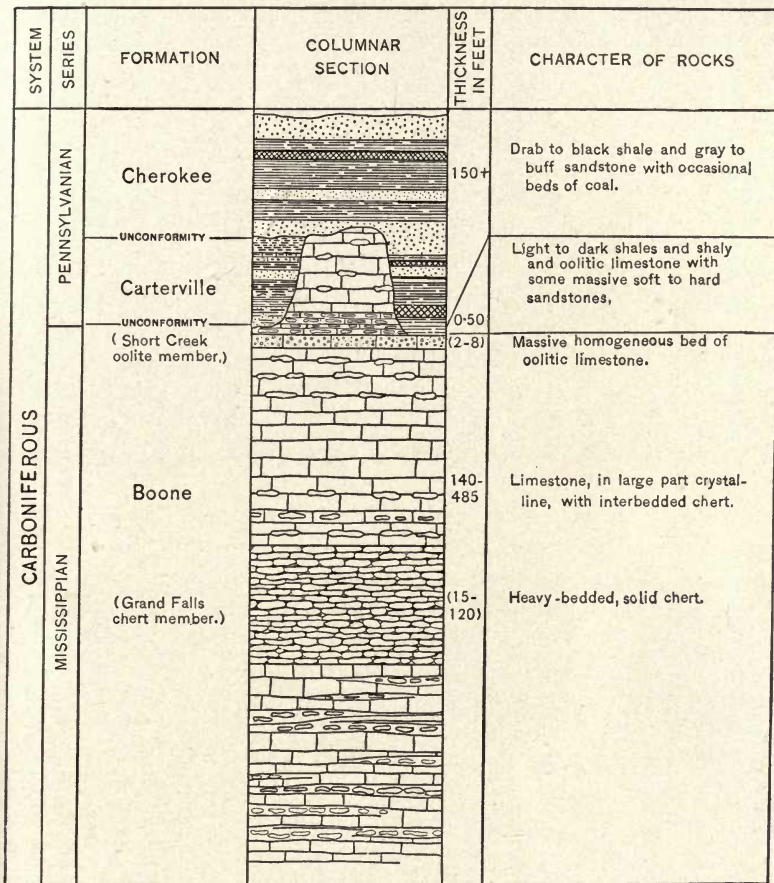 SYSTEM
SERIES
FORMATION
COLUMNAR
SECTION
THICKNESS
IN FEET
CHARACTER OF ROCKS
CARBONIFEROUS
PENNSYLVANIAN
MISSISSIPPIAN
Cherokee
150+
Drab to black shale and gray to
buff sandstone with occasional
beds of coal.
UNCONFORMITY
Carterville
0-50
Light to dark shales and shaly
and oolitic limestone with
some massive soft to hard
sandstones,
UNCONFORMITY
( Short Creek
oolite member,)
(2-8)
Massive homogeneous bed of
oolitic limestone.
Boone
140-
485
Limestone, in large part crystal-
line, with interbedded chert.
(Grand Falls
chert member.)
(15-
120)
Heavy-bedded, solid chert.